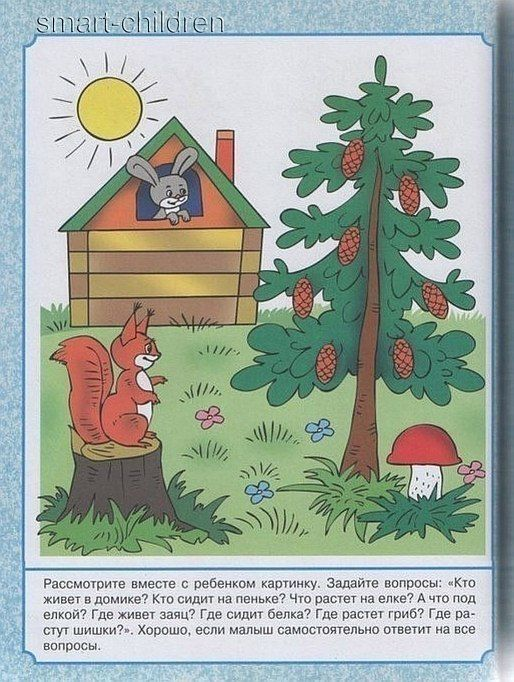 smart-children
Рассмотрите вместе с ребенком картинку. Задайте вопросы: «Кто
живет в домике? Кто сидит на пеньке? Что растет на елке? А что под
елкой? Где живет заяц? Где сидит белка? Где растет гриб? Где ра-
стут шишки?». Хорошо, если малыш самостоятельно ответит на все
вопросы.